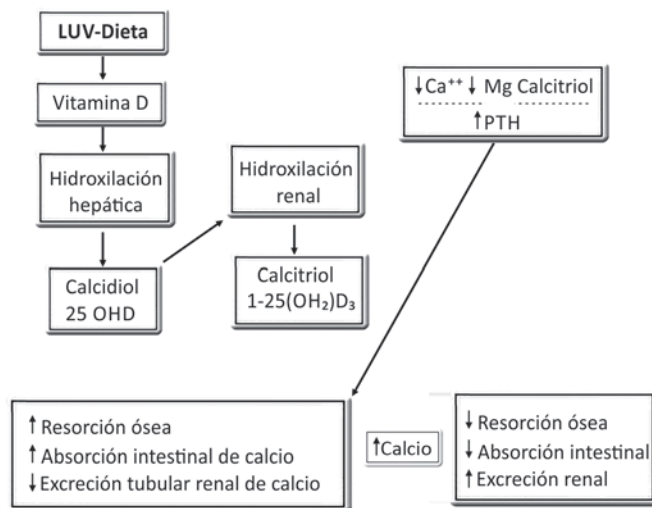 LUV-Dieta
Vitamina D
Hidroxilación
hepática
Calcidiol
25 OHD
Hidroxilación
renal
Calcitriol
1-25(OH₂)D₃
↓Ca⁺⁺ ↓ Mg Calcitriol
↑PTH
↑ Resorción ósea
↑ Absorción intestinal de calcio
↓ Excreción tubular renal de calcio
↑Calcio
↓ Resorción ósea
↓ Absorción intestinal
↑ Excreción renal